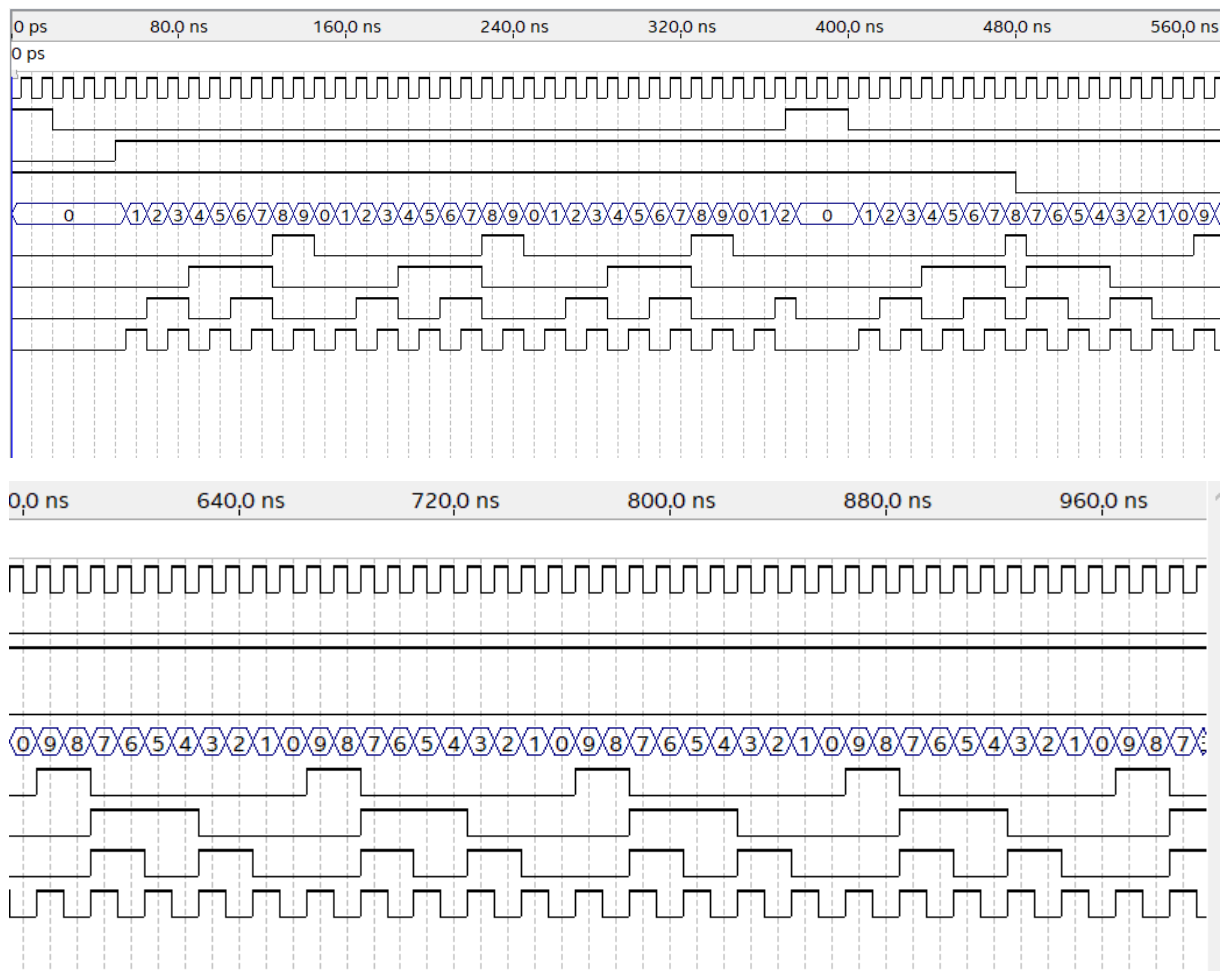 0 ps 80.0 ns 160.0 ns 240.0 ns 320.0 ns 400.0 ns 480.0 ns 560.0 ns
0 ps
0 1 2 3 4 5 6 7 8 9 0 1 2 3 4 5 6 7 8 9 0 1 2 3 4 5 6 7 8 9 0 1 2 0 1 2 3 4 5 6 7 8 7 6 5 4 3 2 1 0 9
0.0 ns 640.0 ns 720.0 ns 800.0 ns 880.0 ns 960.0 ns
0 9 8 7 6 5 4 3 2 1 0 9 8 7 6 5 4 3 2 1 0 9 8 7 6 5 4 3 2 1 0 9 8 7 6 5 4 3 2 1 0 9 8 7